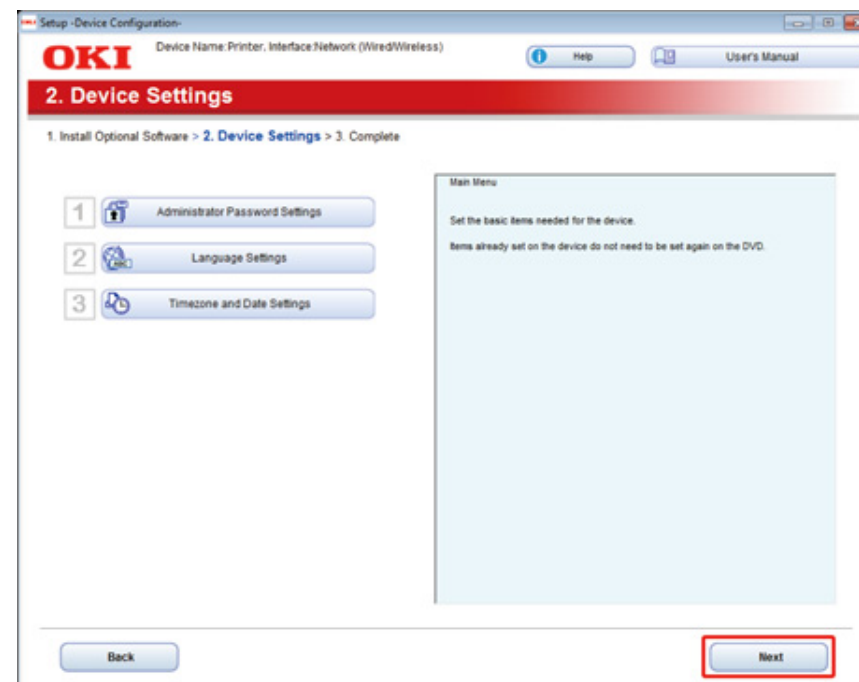 Setup -Device Configuration-
OKI
Device Name:Printer, Interface:Network (Wired/Wireless)
Help
User's Manual
2. Device Settings
1. Install Optional Software > 2. Device Settings > 3. Complete
1 Administrator Password Settings
2 Language Settings
3 Timezone and Date Settings
Main Menu
Set the basic items needed for the device.
Items already set on the device do not need to be set again on the DVD.
Back
Next